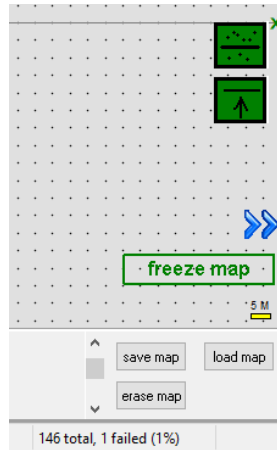 freeze map
5 M
save map
load map
erase map
146 total, 1 failed (1%)